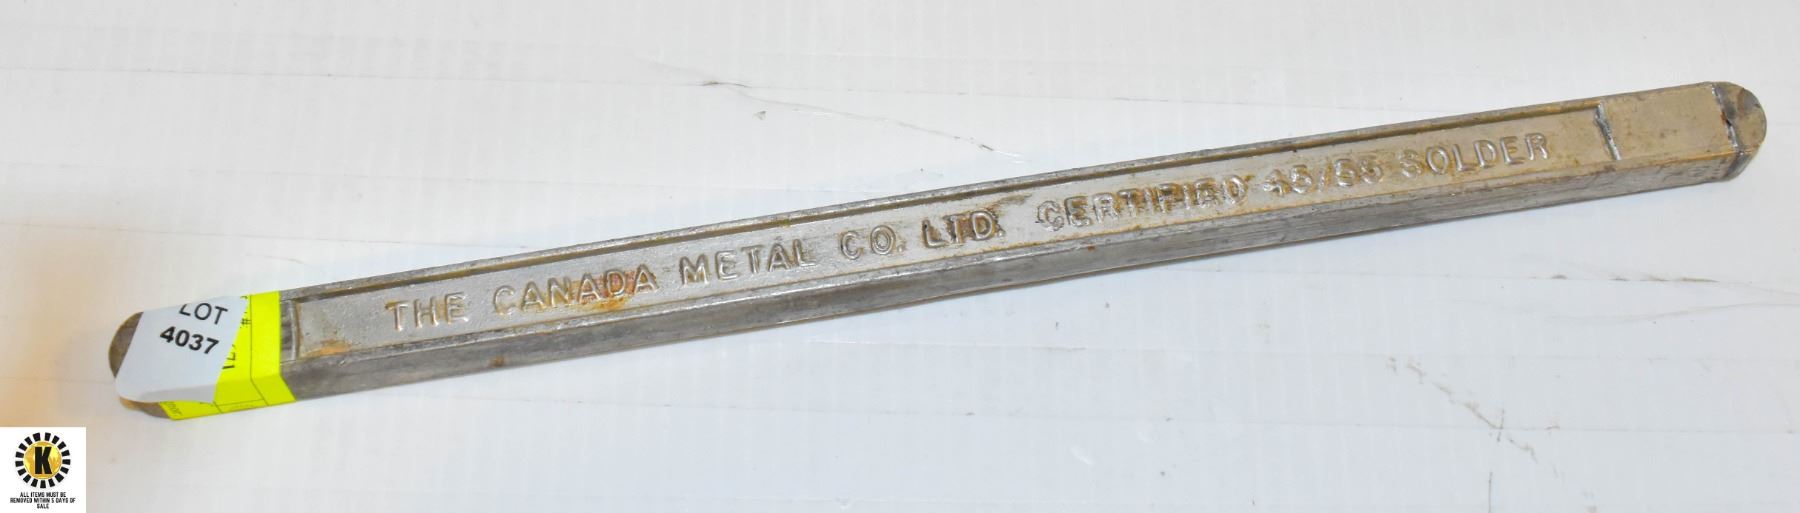 THE CANADA METAL CO. LTD. CERTIFIED 45/55 SOLDER
LOT
4037
K
ALL ITEMS MUST BE
REMOVED WITHIN 5 DAYS OF
SALE